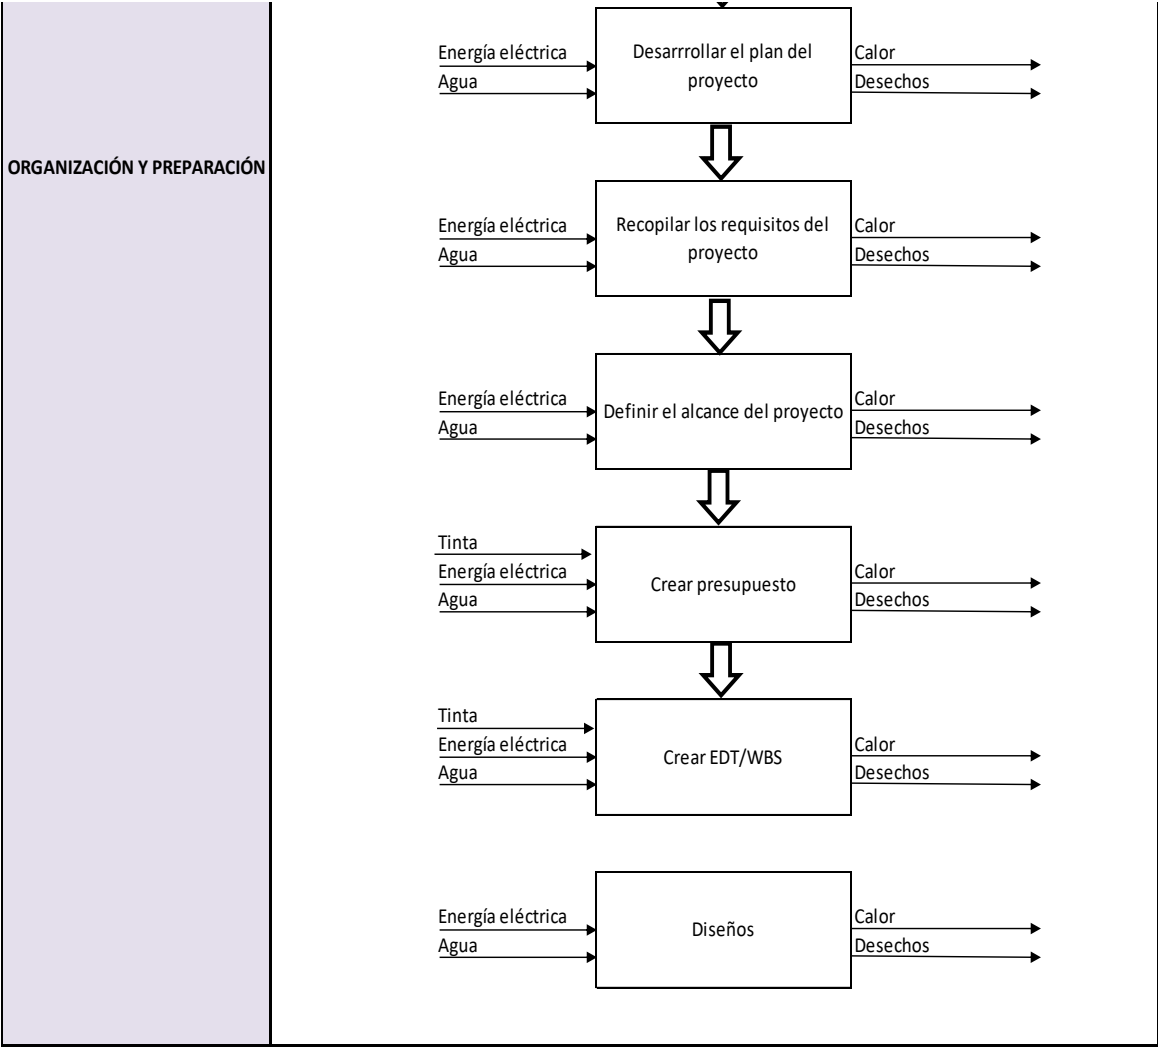 Energía eléctrica
Agua
Desarrrollar el plan del
proyecto
Calor
Desechos
ORGANIZACIÓN Y PREPARACIÓN
Energía eléctrica
Agua
Recopilar los requisitos del
proyecto
Calor
Desechos
Energía eléctrica
Agua
Definir el alcance del proyecto
Calor
Desechos
Tinta
Energía eléctrica
Agua
Crear presupuesto
Calor
Desechos
Tinta
Energía eléctrica
Agua
Crear EDT/WBS
Calor
Desechos
Energía eléctrica
Agua
Diseños
Calor
Desechos